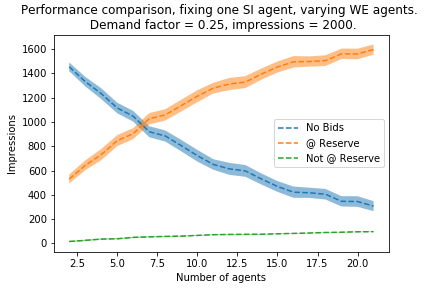 Performance comparison, fixing one SI agent, varying WE agents.
Demand factor = 0.25, impressions = 2000.
1600
1400
1200
1000
800
600
400
200
0
Impressions
No Bids
@ Reserve
Not @ Reserve
2.5 5.0 7.5 10.0 12.5 15.0 17.5 20.0
Number of agents